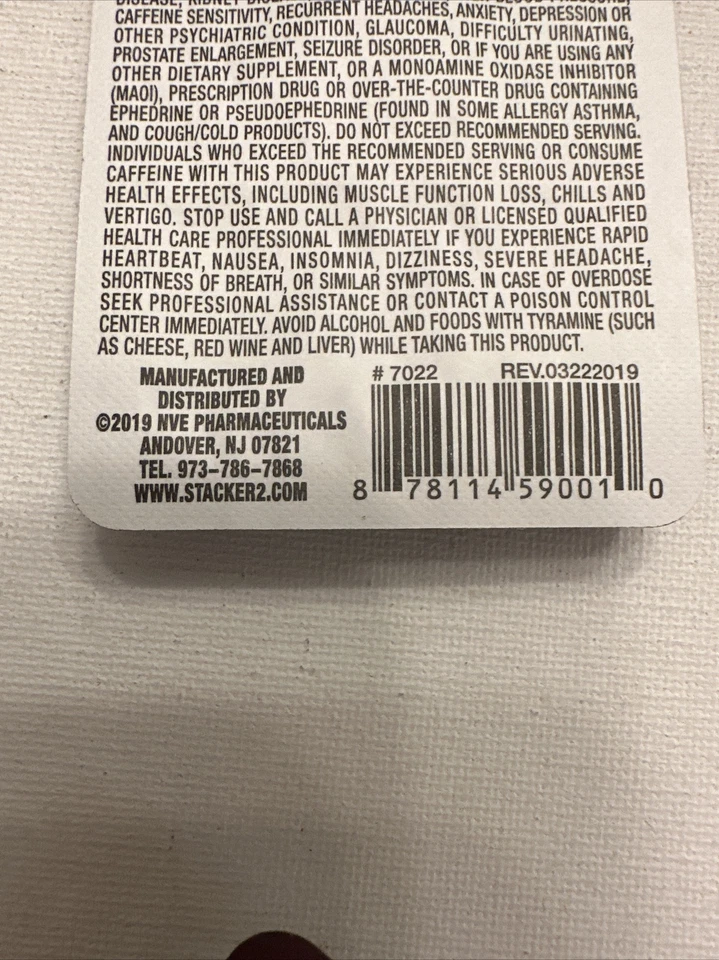 CAFFEINE SENSITIVITY, RECURRENT HEADACHES, ANXIETY, DEPRESSION OR
OTHER PSYCHIATRIC CONDITION, GLAUCOMA, DIFFICULTY URINATING,
PROSTATE ENLARGEMENT, SEIZURE DISORDER, OR IF YOU ARE USING ANY
OTHER DIETARY SUPPLEMENT, OR A MONOAMINE OXIDASE INHIBITOR
(MAOI), PRESCRIPTION DRUG OR OVER-THE-COUNTER DRUG CONTAINING
EPHEDRINE OR PSEUDOEPHEDRINE (FOUND IN SOME ALLERGY ASTHMA,
AND COUGH/COLD PRODUCTS). DO NOT EXCEED RECOMMENDED SERVING.
INDIVIDUALS WHO EXCEED THE RECOMMENDED SERVING OR CONSUME
CAFFEINE WITH THIS PRODUCT MAY EXPERIENCE SERIOUS ADVERSE
HEALTH EFFECTS, INCLUDING MUSCLE FUNCTION LOSS, CHILLS AND
VERTIGO. STOP USE AND CALL A PHYSICIAN OR LICENSED QUALIFIED
HEALTH CARE PROFESSIONAL IMMEDIATELY IF YOU EXPERIENCE RAPID
HEARTBEAT, NAUSEA, INSOMNIA, DIZZINESS, SEVERE HEADACHE,
SHORTNESS OF BREATH, OR SIMILAR SYMPTOMS. IN CASE OF OVERDOSE
SEEK PROFESSIONAL ASSISTANCE OR CONTACT A POISON CONTROL
CENTER IMMEDIATELY. AVOID ALCOHOL AND FOODS WITH TYRAMINE (SUCH
AS CHEESE, RED WINE AND LIVER) WHILE TAKING THIS PRODUCT.
MANUFACTURED AND
DISTRIBUTED BY
©2019 NVE PHARMACEUTICALS
ANDOVER, NJ 07821
TEL. 973-786-7868
WWW.STACKER2.COM
# 7022 REV.03222019
8 78114 59001 0